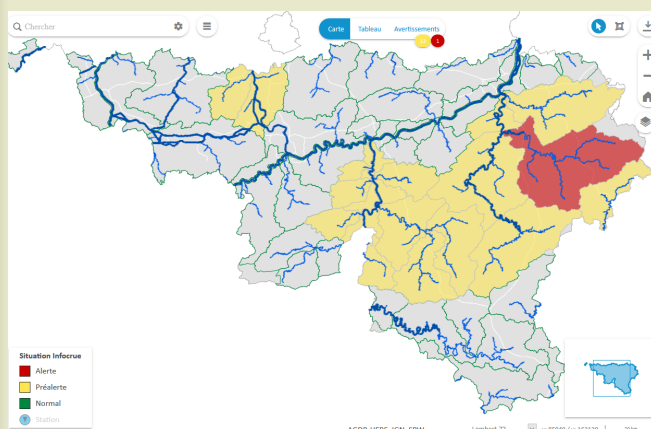 Chercher
Carte Tableau Avertissements
1
Situation Infocrue
Alerte
Préalerte
Normal
Station